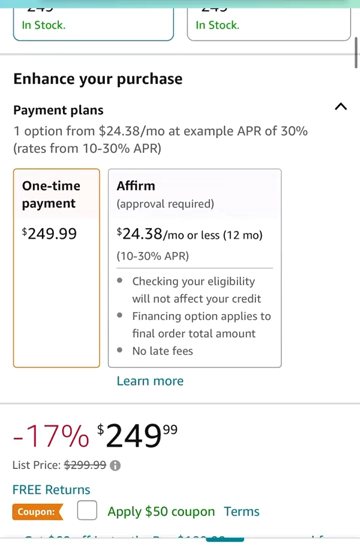 In Stock.
In Stock.
Enhance your purchase
Payment plans
1 option from $24.38/mo at example APR of 30%
(rates from 10-30% APR)
One-time
payment
$249.99
Affirm
(approval required)
$24.38/mo or less (12 mo)
(10-30% APR)
• Checking your eligibility
will not affect your credit
• Financing option applies to
final order total amount
• No late fees
Learn more
-17% $249.99
List Price: $299.99
FREE Returns
Coupon: Apply $50 coupon Terms